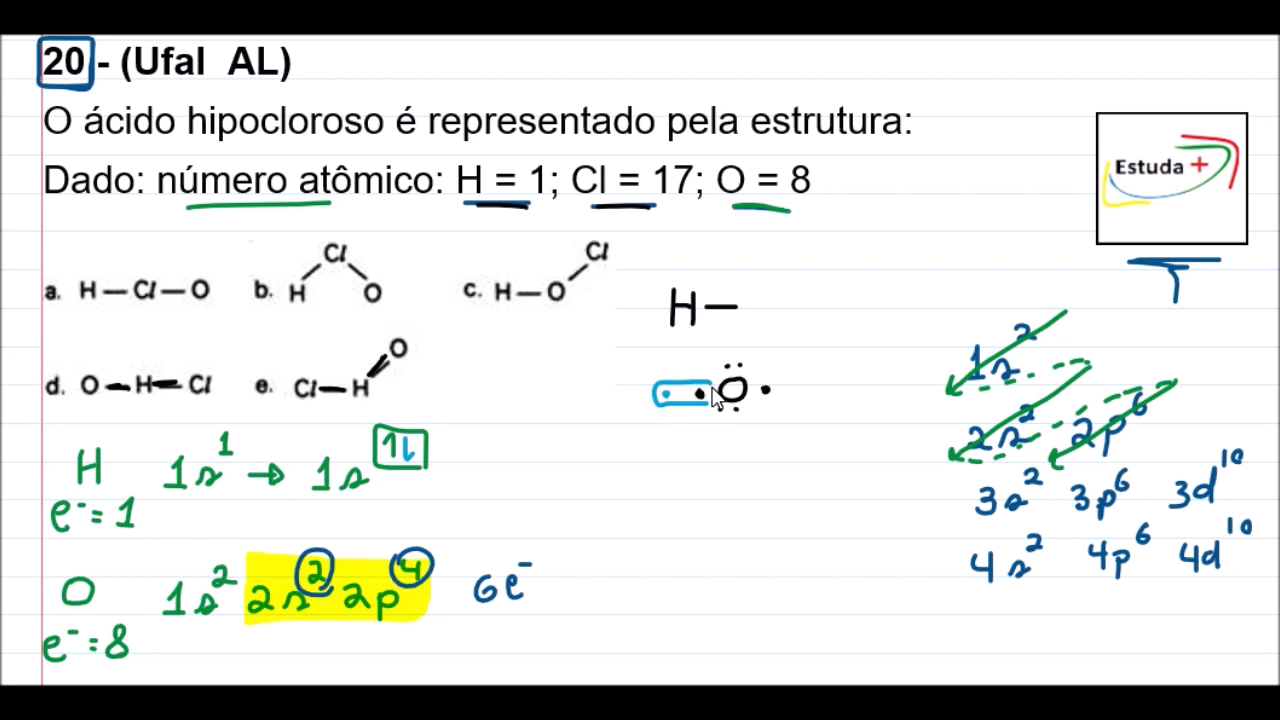 20 - (Ufal AL)
O ácido hipocloroso é representado pela estrutura:
Dado: número atômico: H = 1; Cl = 17; O = 8
Estuda +
a. H — Cl — O
b. H Cl O
c. H — O Cl
d. O — H — Cl
e. Cl — H O
H —
O
H 1s¹ → 1s
e⁻ = 1
O 1s² 2s² 2p⁴ 6e⁻
e⁻ = 8
1s²
2s² 2p⁶
3s² 3p⁶ 3d¹⁰
4s² 4p⁶ 4d¹⁰